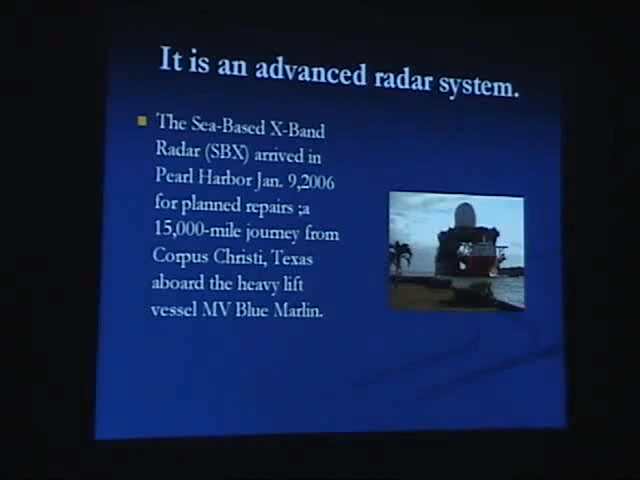 It is an advanced radar system.
The Sea-Based X-Band
Radar (SBX) arrived in
Pearl Harbor Jan. 9,2006
for planned repairs ;a
15,000-mile journey from
Corpus Christi, Texas
aboard the heavy lift
vessel MV Blue Marlin.